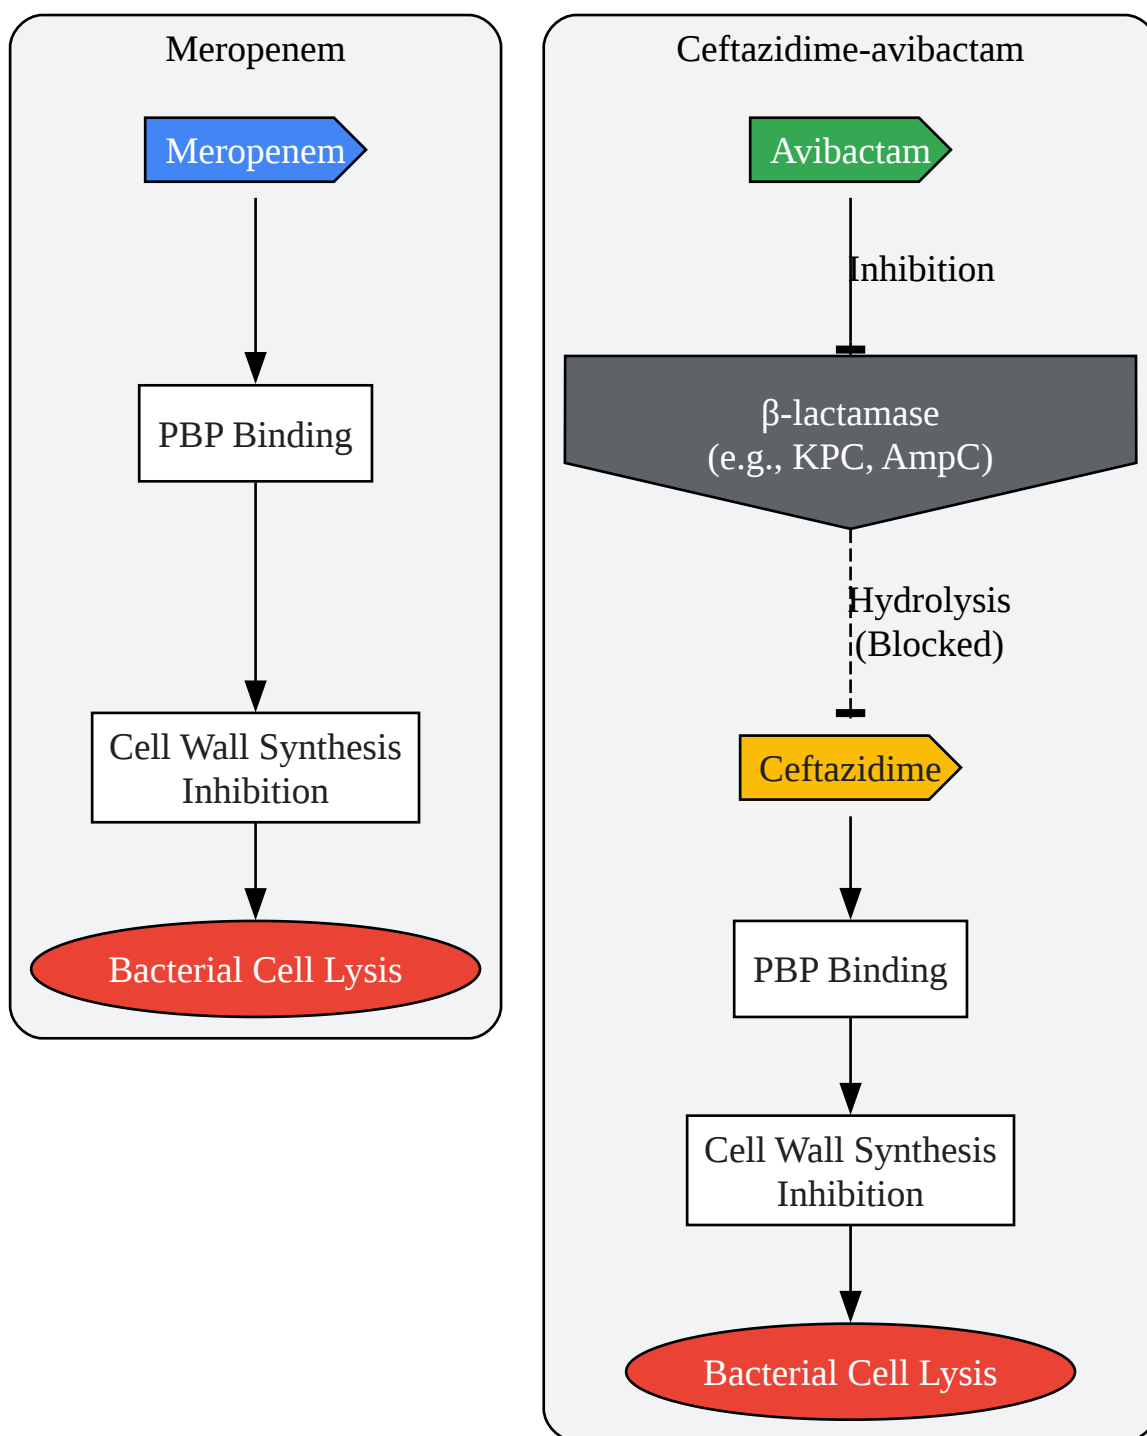 Meropenem
Meropenem
PBP Binding
Cell Wall Synthesis
Inhibition
Bacterial Cell Lysis
Ceftazidime-avibactam
Avibactam
Inhibition
β-lactamase
(e.g., KPC, AmpC)
Hydrolysis
(Blocked)
Ceftazidime
PBP Binding
Cell Wall Synthesis
Inhibition
Bacterial Cell Lysis